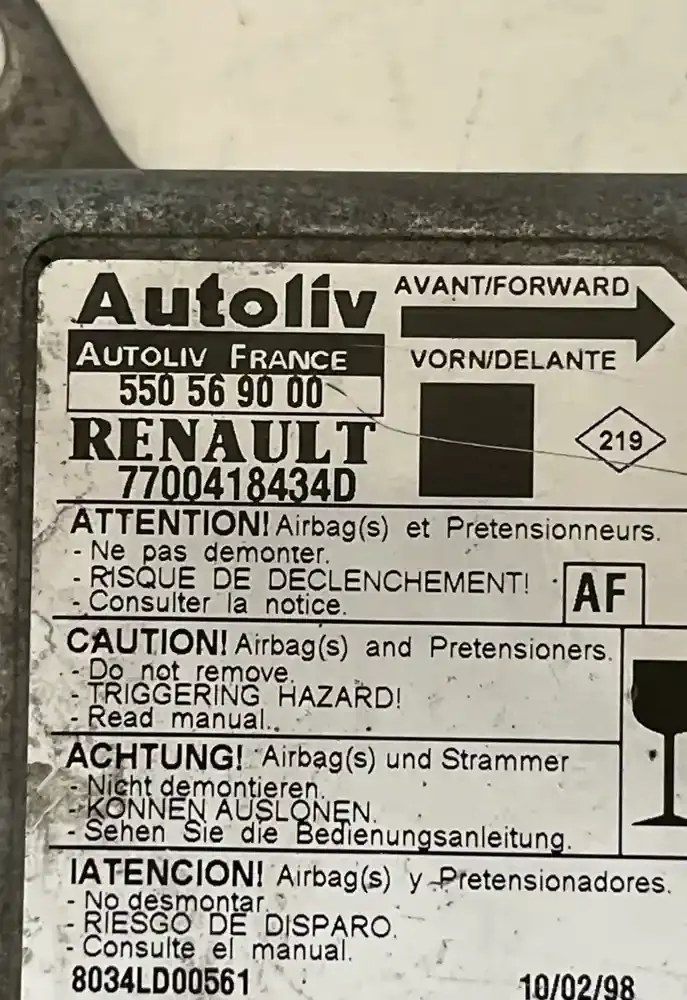 Autoliv
AVANT/FORWARD
AUTOLIV FRANCE
VORN/DELANTE
550 56 90 00
RENAULT
219
7700418434D
ATTENTION! Airbag(s) et Pretensionneurs.
- Ne pas demonter.
- RISQUE DE DECLENCHEMENT!
AF
- Consulter la notice.
CAUTION! Airbag(s) and Pretensioners.
- Do not remove.
- TRIGGERING HAZARD!
- Read manual.
ACHTUNG! Airbag(s) und Strammer
- Nicht demontieren.
- KONNEN AUSLONEN.
- Sehen Sie die Bedienungsanleitung.
IATENCION! Airbag(s) y Pretensionadores.
- No desmontar.
- RIESGO DE DISPARO.
- Consulte el manual.
8034LD00561
10/02/98